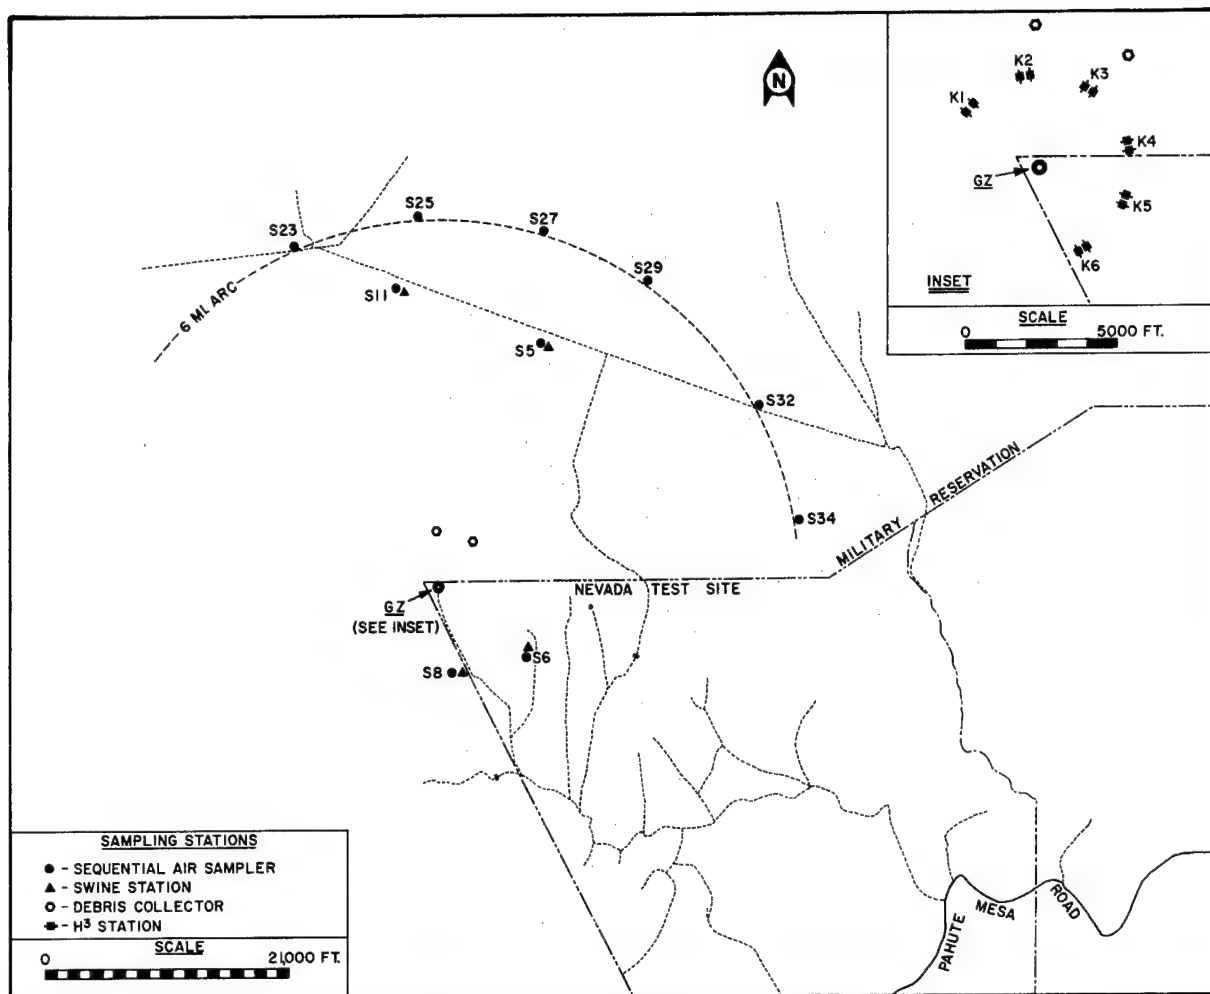 N
K2
K3
K1
K4
GZ
K5
K6
INSET
SCALE
0 5000 FT.
S25
S27
S23
S29
6 MI. ARC
S11
S5
S32
S34
MILITARY RESERVATION
NEVADA TEST SITE
GZ
(SEE INSET)
S6
S8
PAHUTE MESA ROAD
SAMPLING STATIONS
- SEQUENTIAL AIR SAMPLER
- SWINE STATION
- DEBRIS COLLECTOR
- H³ STATION
SCALE
0 21,000 FT.